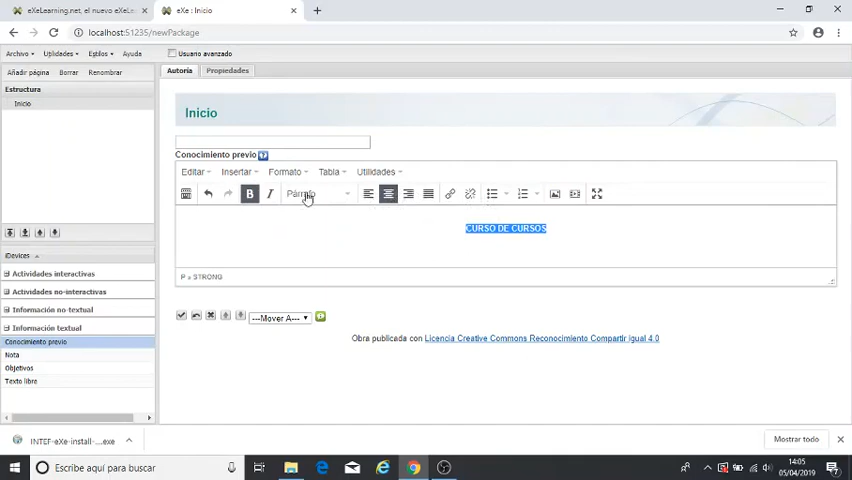 eXeLearning.net, el nuevo eXeL...
eXe : Inicio
localhost:51235/newPackage
Archivo Utilidades Estilos Ayuda Usuario avanzado
Añadir página Borrar Renombrar
Autoría Propiedades
Estructura
Inicio
Inicio
Conocimiento previo
Editar Insertar Formato Tabla Utilidades
B I Párrafo
CURSO DE CURSOS
P » STRONG
iDevices
Actividades interactivas
Actividades no-interactivas
Información no-textual
Información textual
Conocimiento previo
Nota
Objetivos
Texto libre
---Mover A---
Obra publicada con Licencia Creative Commons Reconocimiento Compartir igual 4.0
INTEF-eXe-install-....exe
Mostrar todo
Escribe aquí para buscar
14:05
05/04/2019